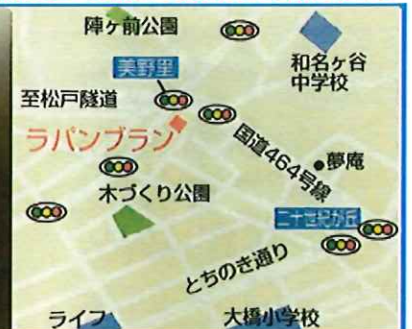 陣ヶ前公園
美野里
和名ヶ谷
中学校
至松戸隧道
ラパンブラン
国道464号線
夢庵
木づくり公園
二十世紀が丘
とちのき通り
ライフ
大橋小学校